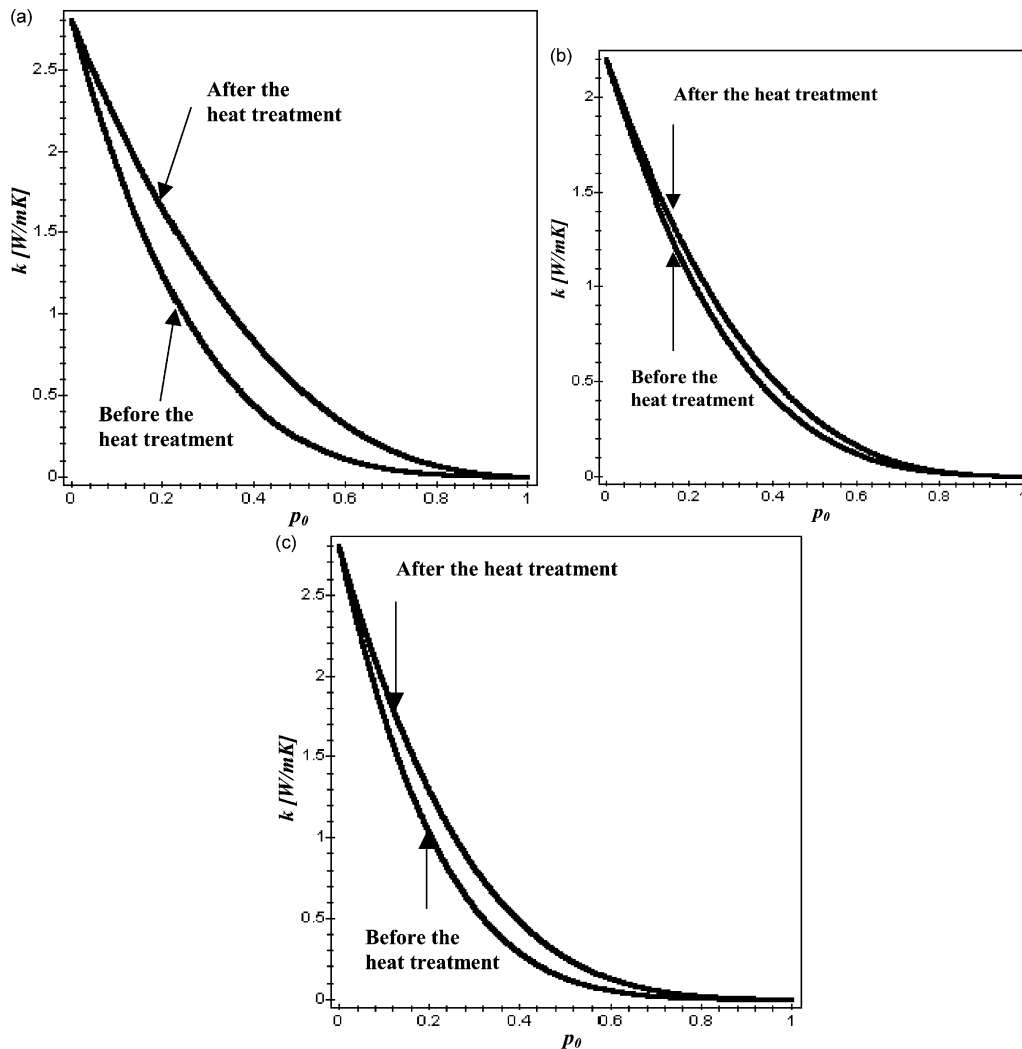 (a)
2.5
2
1.5
1
0.5
0
k [W/mK]
After the
heat treatment
Before the
heat treatment
0 0.2 0.4 0.6 0.8 1
p0
(b)
2
1.5
1
0.5
0
k [W/mK]
After the heat treatment
Before the
heat treatment
0 0.2 0.4 0.6 0.8 1
p0
(c)
2.5
2
1.5
1
0.5
0
k [W/mK]
After the heat treatment
Before the
heat treatment
0 0.2 0.4 0.6 0.8 1
p0